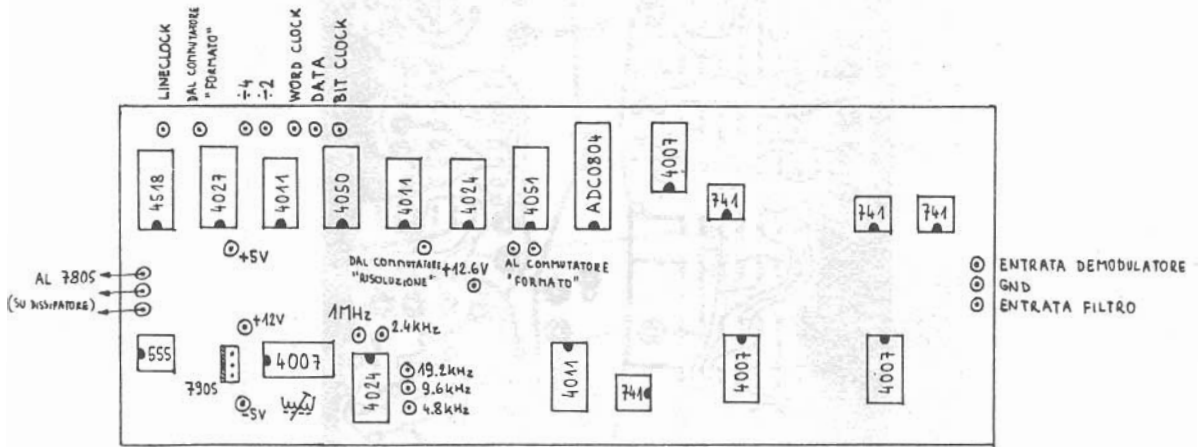 LINECLOCK
DAL COMMUTATORE
"FORMATO"
÷4
÷2
WORD CLOCK
DATA
BIT CLOCK
4518
4027
4011
4050
4011
4024
4051
ADC0804
4007
741
741
741
+5V
DAL COMMUTATORE
"RISOLUZIONE"
+12.6V
AL COMMUTATORE
"FORMATO"
AL 7805
(SU DISSIPATORE)
ENTRATA DEMODULATORE
GND
ENTRATA FILTRO
555
7905
+12V
-5V
4007
1MHz
2.4kHz
4024
19.2kHz
9.6kHz
4.8kHz
4011
741
4007
4007